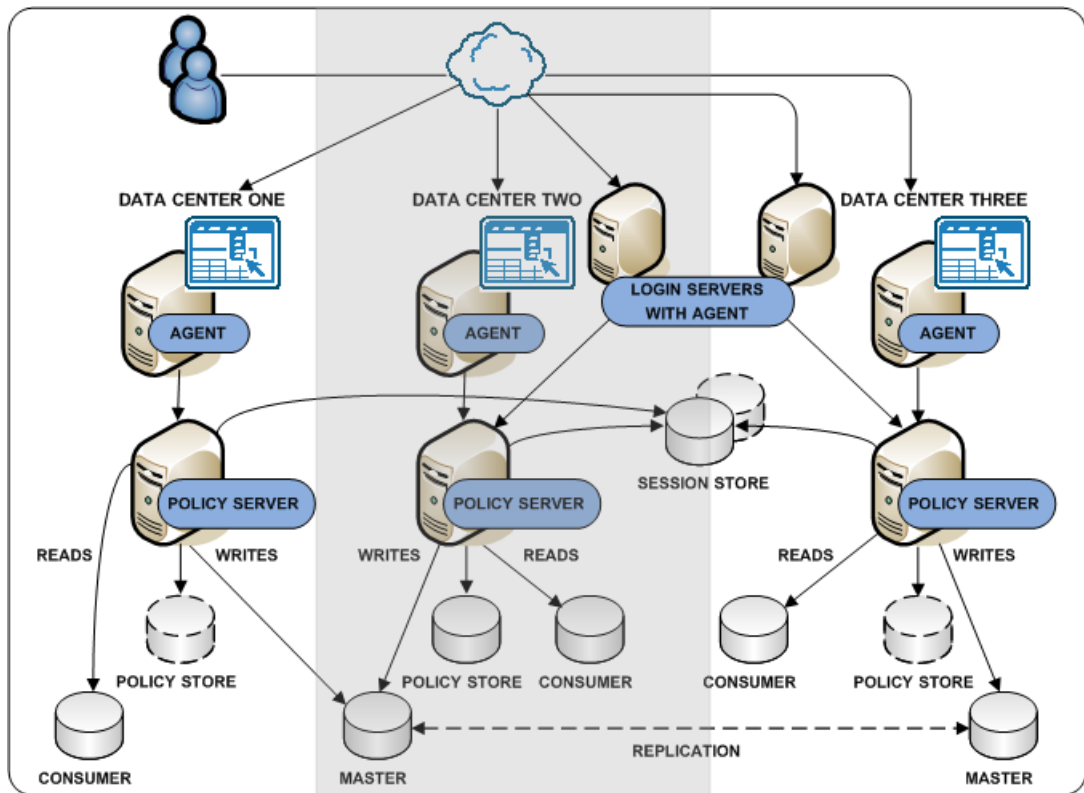 DATA CENTER ONE
DATA CENTER TWO
DATA CENTER THREE
LOGIN SERVERS
WITH AGENT
AGENT
AGENT
AGENT
SESSION STORE
POLICY SERVER
POLICY SERVER
POLICY SERVER
READS
WRITES
WRITES
READS
READS
WRITES
POLICY STORE
POLICY STORE
CONSUMER
CONSUMER
POLICY STORE
REPLICATION
CONSUMER
MASTER
MASTER